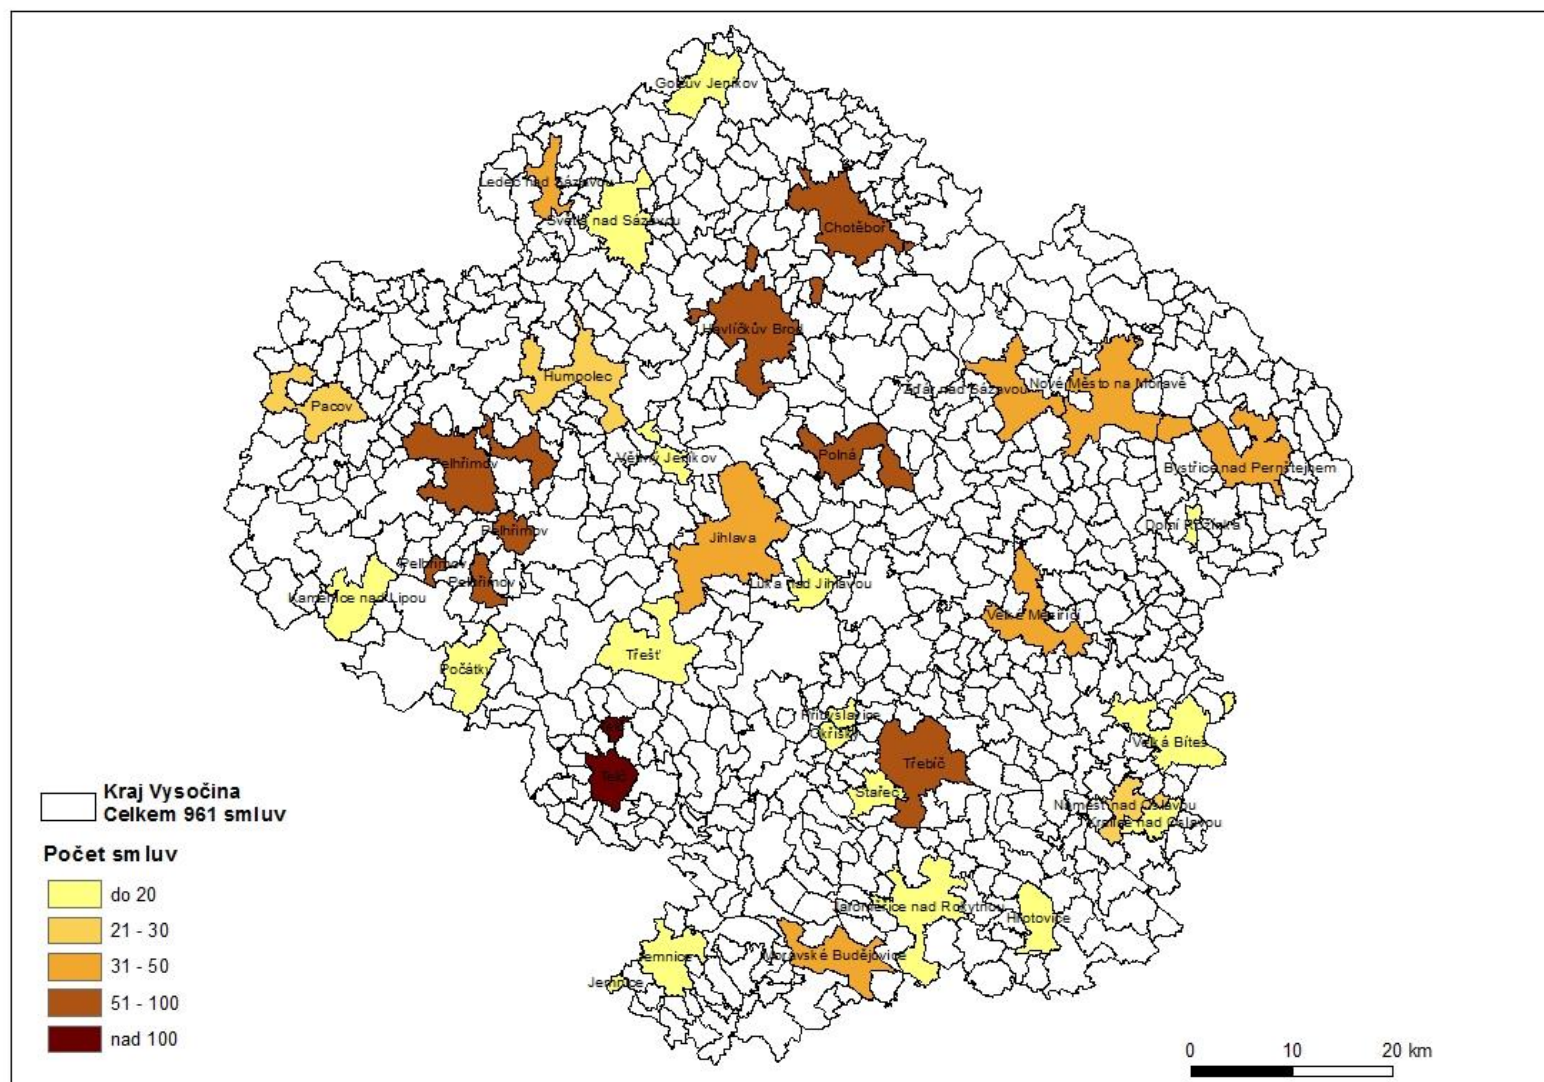 Golčův Jeníkov
Ledeč nad Sázavou
Světlá nad Sázavou
Chotěboř
Havlíčkův Brod
Humpolec
Pacov
Žďár nad Sázavou
Nové Město na Moravě
Pelhřimov
Větrný Jeníkov
Polná
Bystřice nad Pernštejnem
Dolní Rožínka
Pelhřimov
Jihlava
Pelhřimov
Pelhřimov
Luka nad Jihlavou
Kamenice nad Lipou
Velké Meziříčí
Třešť
Počátky
Přibyslavice
Okříšky
Velká Bíteš
Třebíč
Telč
Stařeč
Náměšť nad Oslavou
Kralice nad Oslavou
Jaroměřice nad Rokytnou
Hrotovice
Jemnice
Moravské Budějovice
Jemnice
Kraj Vysočina
Celkem 961 smluv
Počet smluv
do 20
21 - 30
31 - 50
51 - 100
nad 100
0 10 20 km